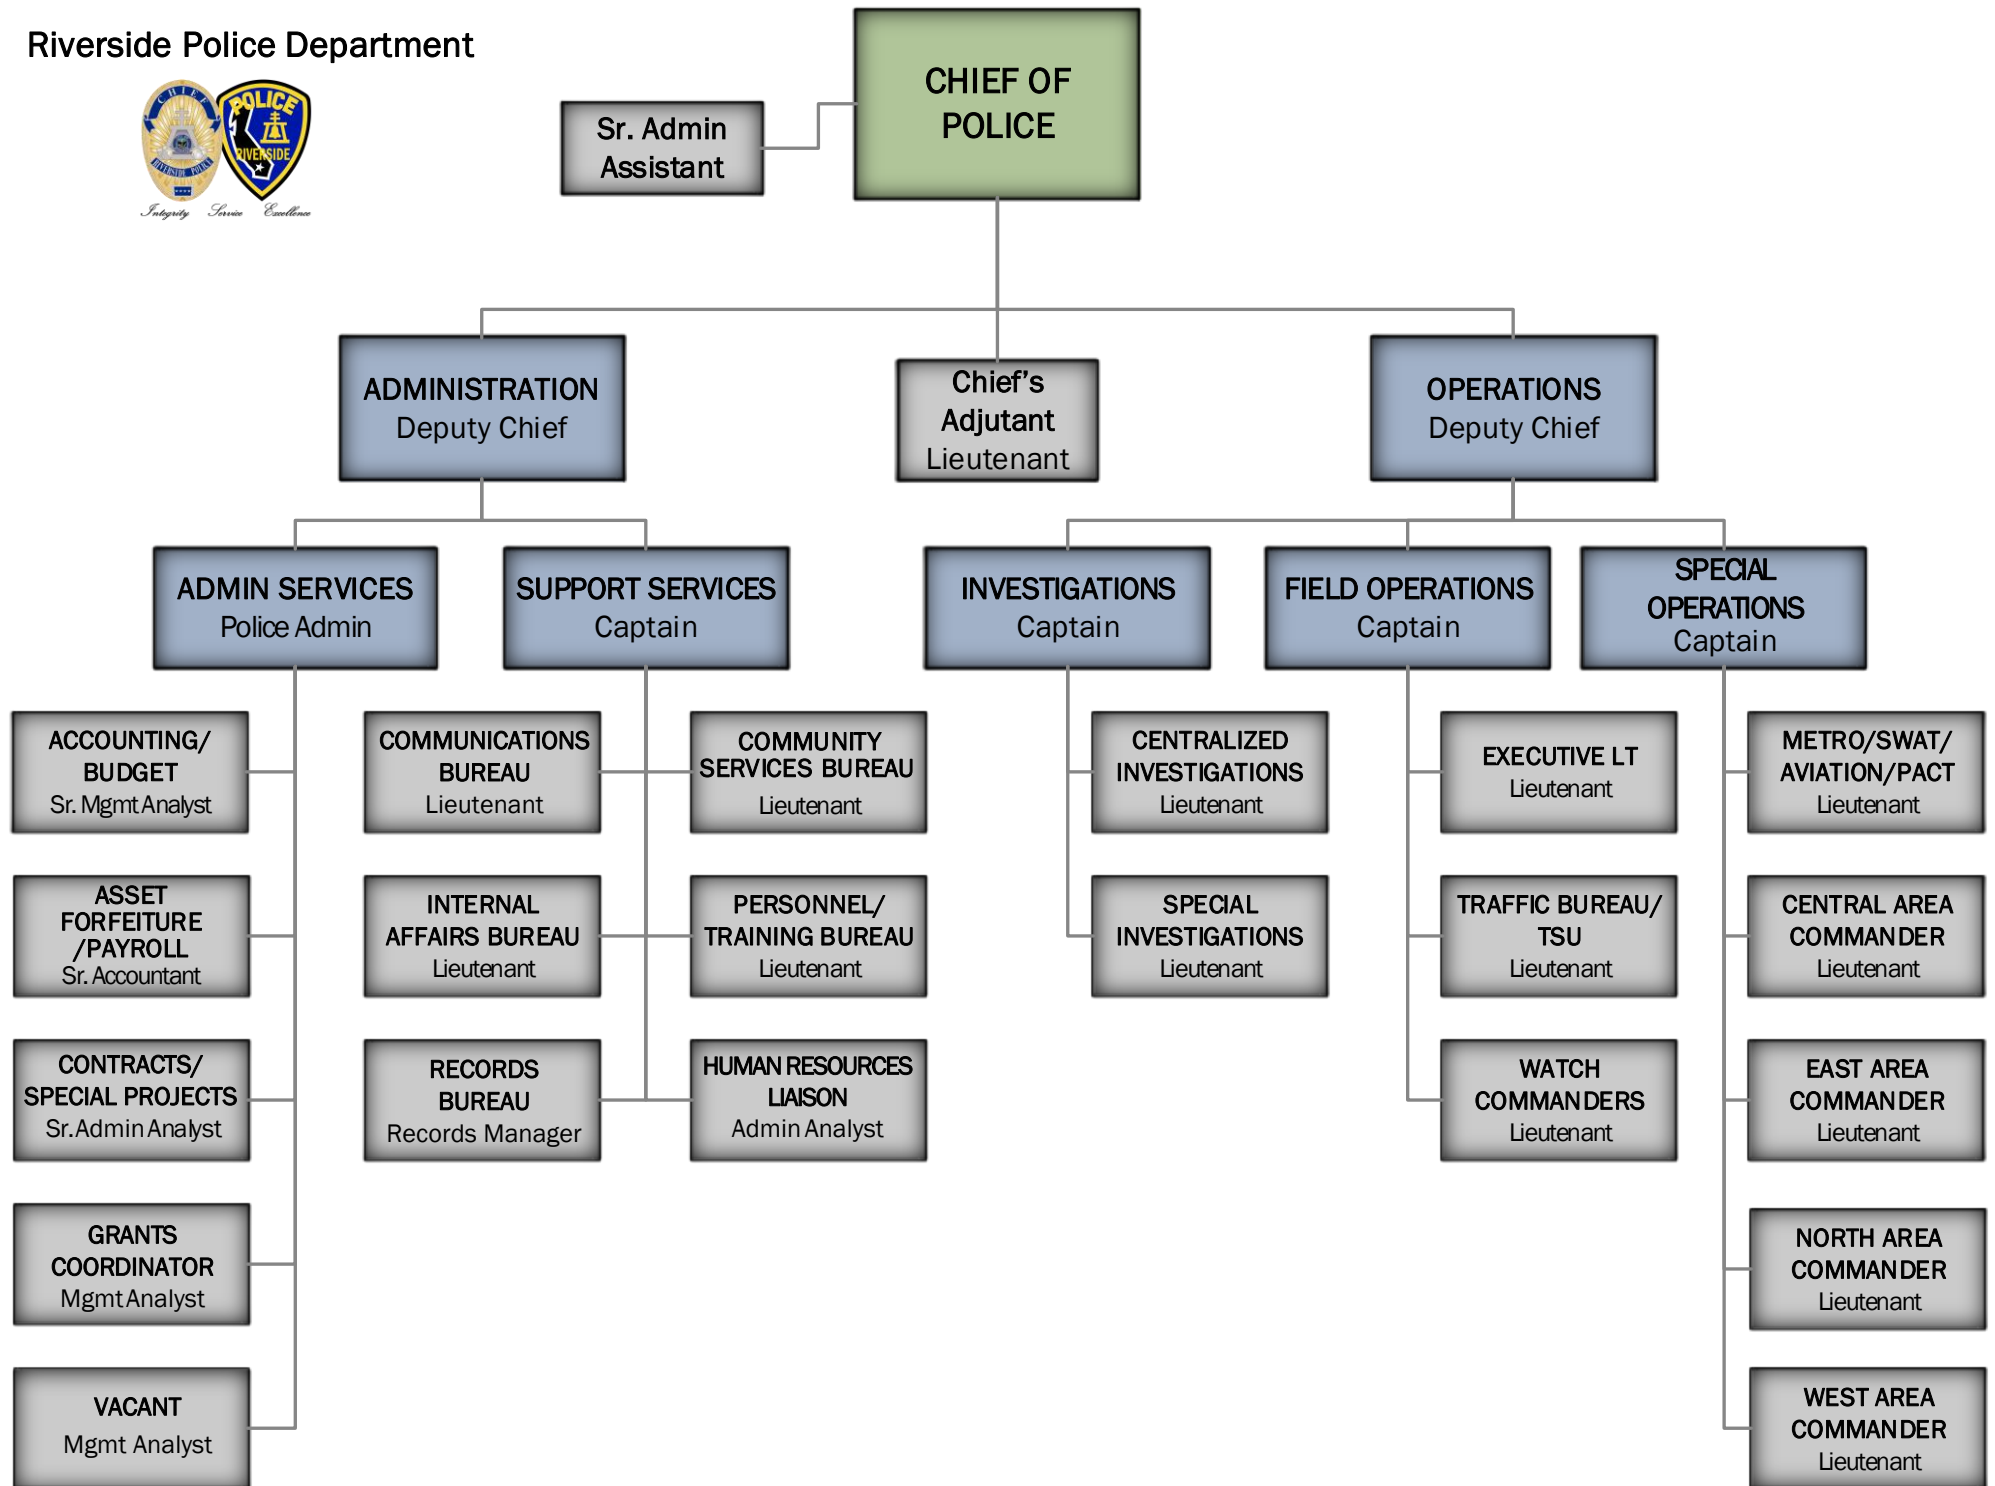 Riverside Police Department
CHIEF
RIVERSIDE POLICE
POLICE
RIVERSIDE
Integrity Service Excellence
CHIEF OF
POLICE
Sr. Admin
Assistant
ADMINISTRATION
Deputy Chief
Chief’s
Adjutant
Lieutenant
OPERATIONS
Deputy Chief
ADMIN SERVICES
Police Admin
SUPPORT SERVICES
Captain
INVESTIGATIONS
Captain
FIELD OPERATIONS
Captain
SPECIAL
OPERATIONS
Captain
ACCOUNTING/
BUDGET
Sr. Mgmt Analyst
COMMUNICATIONS
BUREAU
Lieutenant
COMMUNITY
SERVICES BUREAU
Lieutenant
CENTRALIZED
INVESTIGATIONS
Lieutenant
EXECUTIVE LT
Lieutenant
METRO/SWAT/
AVIATION/PACT
Lieutenant
ASSET
FORFEITURE
/PAYROLL
Sr. Accountant
INTERNAL
AFFAIRS BUREAU
Lieutenant
PERSONNEL/
TRAINING BUREAU
Lieutenant
SPECIAL
INVESTIGATIONS
Lieutenant
TRAFFIC BUREAU/
TSU
Lieutenant
CENTRAL AREA
COMMANDER
Lieutenant
CONTRACTS/
SPECIAL PROJECTS
Sr. Admin Analyst
RECORDS
BUREAU
Records Manager
HUMAN RESOURCES
LIAISON
Admin Analyst
WATCH
COMMANDERS
Lieutenant
EAST AREA
COMMANDER
Lieutenant
GRANTS
COORDINATOR
Mgmt Analyst
NORTH AREA
COMMANDER
Lieutenant
VACANT
Mgmt Analyst
WEST AREA
COMMANDER
Lieutenant